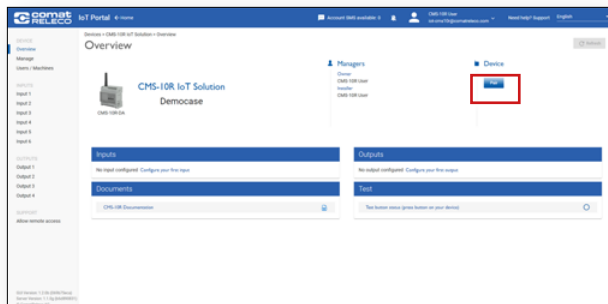 comat
RELECO
IoT Portal
Home
Account SMS available: 0
CMS-10R User
Need help? Support
English
Devices > CMS-10R IoT Solution > Overview
Overview
Refresh
DEVICE
Overview
Manage
Users / Machines
INPUTS
Input 1
Input 2
Input 3
Input 4
Input 5
Input 6
OUTPUTS
Output 1
Output 2
Output 3
Output 4
SUPPORT
Allow remote access
CMS-10R-DA
CMS-10R IoT Solution
Democase
Managers
Owner
CMS-10R User
Installer
CMS-10R User
Device
Inputs
No input configured Configure your first input
Outputs
No output configured Configure your first output
Documents
CMS-10R Documentation
Test
Test button status (press button on your device)